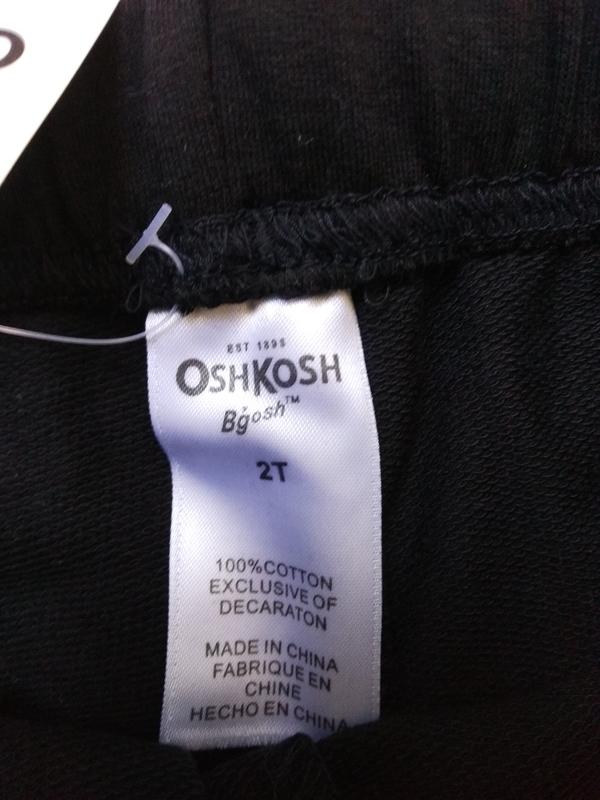 EST 1895
OSHKOSH
B'gosh™
2T
100%COTTON
EXCLUSIVE OF
DECARATON
MADE IN CHINA
FABRIQUE EN
CHINE
HECHO EN CHINA